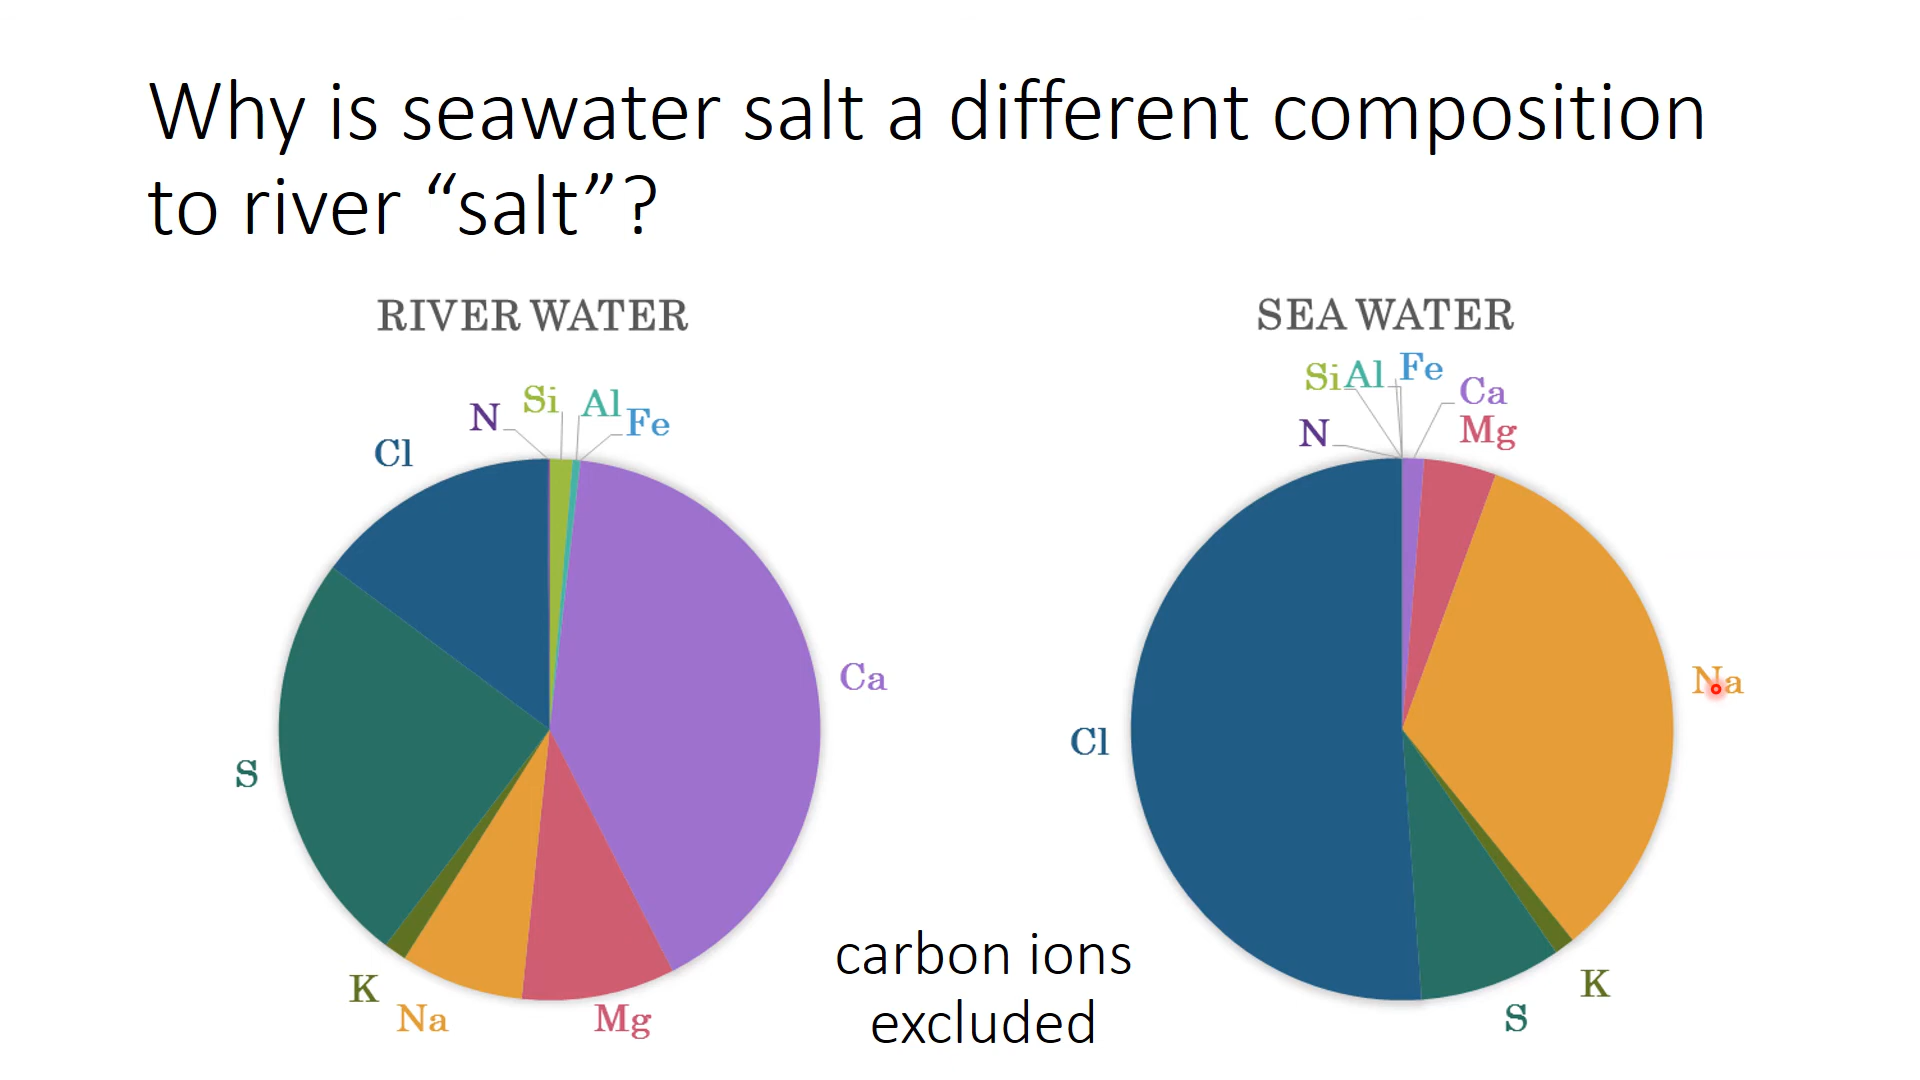 Why is seawater salt a different composition
to river “salt”?
RIVER WATER
N
Si
Al
Fe
Cl
Ca
S
K
Na
Mg
SEA WATER
Si
Al
Fe
Ca
N
Mg
Na
Cl
K
S
carbon ions
excluded